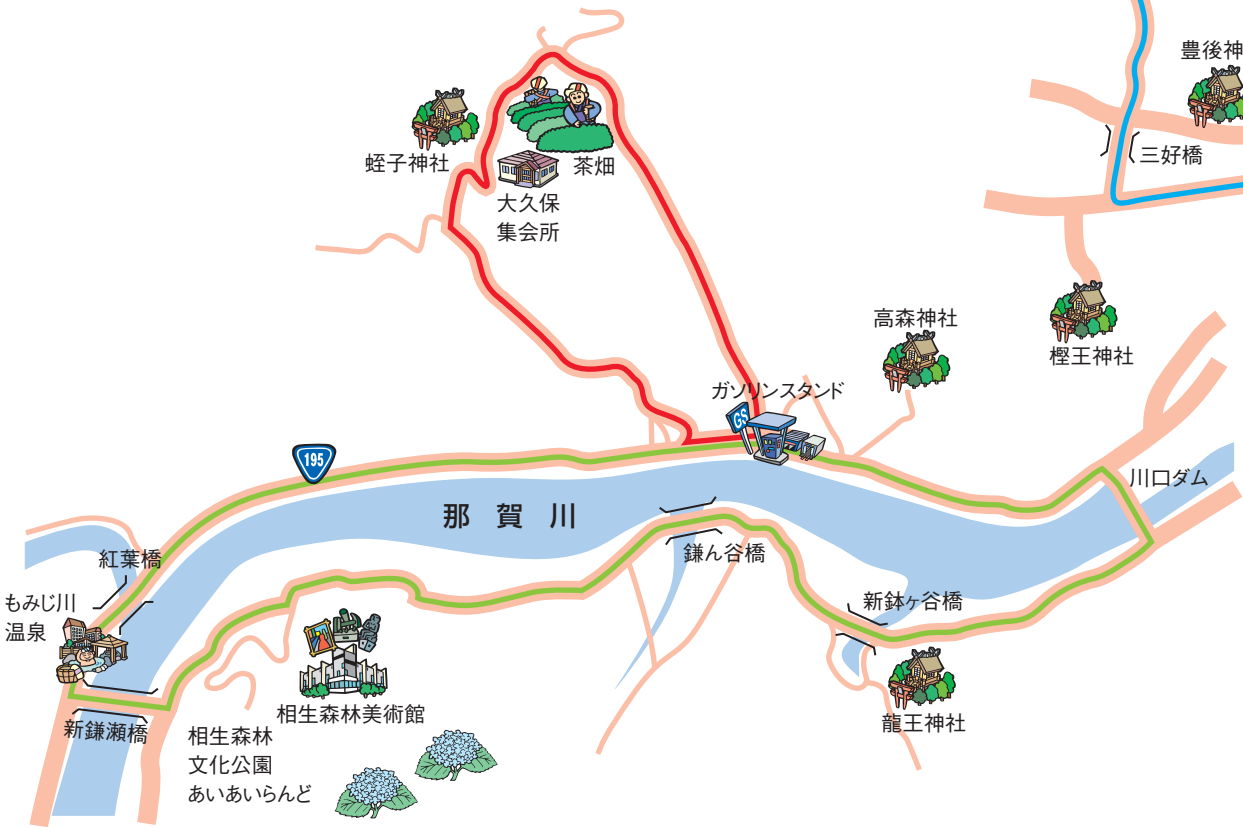 豊後神
三好橋
蛭子神社
茶畑
大久保
集会所
高森神社
樫王神社
ガソリンスタンド
GS
195
川口ダム
那賀川
鎌ん谷橋
紅葉橋
もみじ川
温泉
新鉢ヶ谷橋
相生森林美術館
龍王神社
新鎌瀬橋
相生森林
文化公園
あいあいらんど